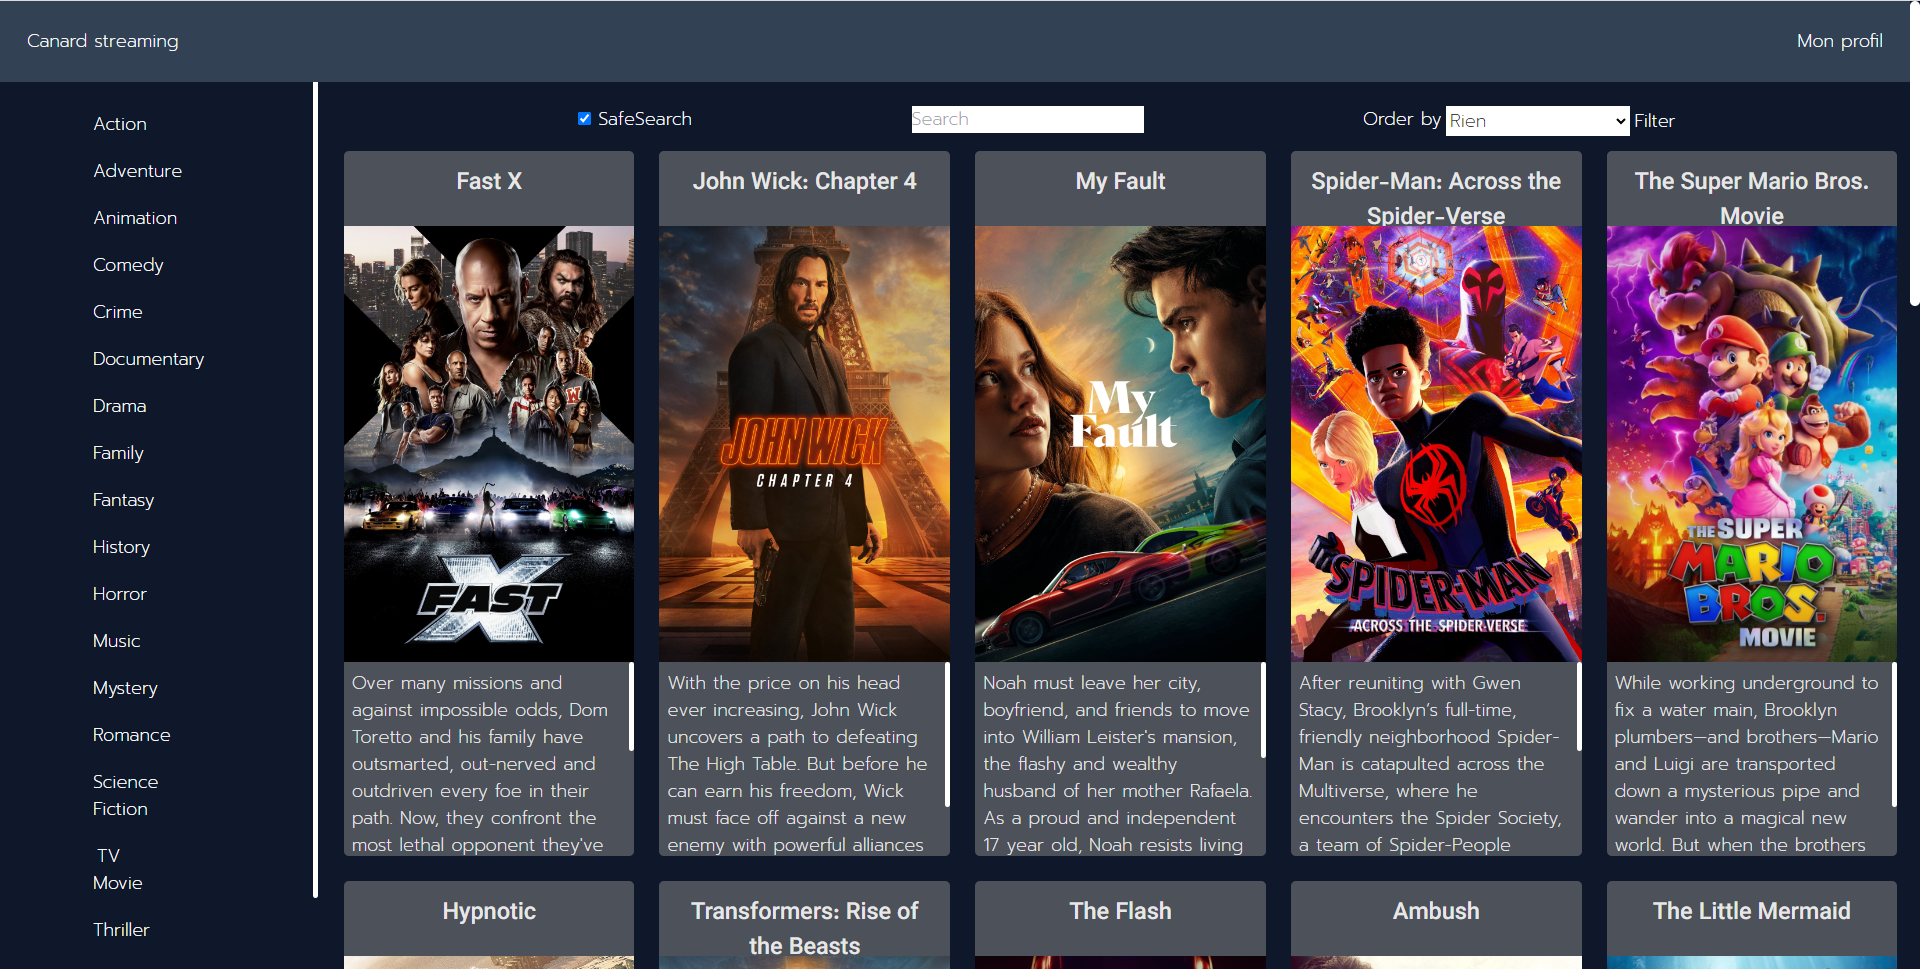 Canard streaming
Mon profil
Action
Adventure
Animation
Comedy
Crime
Documentary
Drama
Family
Fantasy
History
Horror
Music
Mystery
Romance
Science
Fiction
TV
Movie
Thriller
SafeSearch
Search
Order by Rien Filter
Fast X
FAST X
Over many missions and
against impossible odds, Dom
Toretto and his family have
outsmarted, out-nerved and
outdriven every foe in their
path. Now, they confront the
most lethal opponent they've
John Wick: Chapter 4
JOHN WICK
CHAPTER 4
With the price on his head
ever increasing, John Wick
uncovers a path to defeating
The High Table. But before he
can earn his freedom, Wick
must face off against a new
enemy with powerful alliances
My Fault
My
Fault
Noah must leave her city,
boyfriend, and friends to move
into William Leister's mansion,
the flashy and wealthy
husband of her mother Rafaela.
As a proud and independent
17 year old, Noah resists living
Spider-Man: Across the
Spider-Verse
SPIDER-MAN
ACROSS THE SPIDER-VERSE
After reuniting with Gwen
Stacy, Brooklyn’s full-time,
friendly neighborhood Spider-
Man is catapulted across the
Multiverse, where he
encounters the Spider Society,
a team of Spider-People
The Super Mario Bros.
Movie
THE SUPER
MARIO
BROS.
MOVIE
While working underground to
fix a water main, Brooklyn
plumbers—and brothers—Mario
and Luigi are transported
down a mysterious pipe and
wander into a magical new
world. But when the brothers
Hypnotic
Transformers: Rise of
the Beasts
The Flash
Ambush
The Little Mermaid